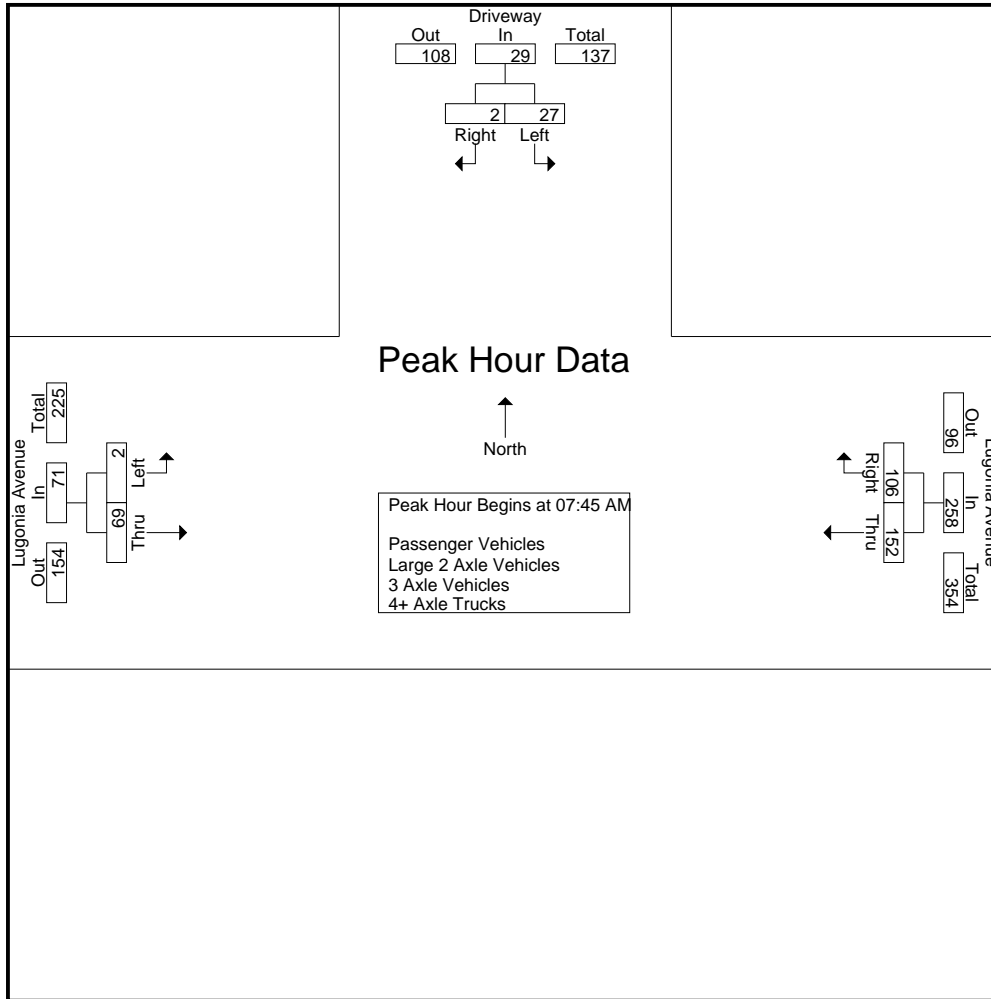 Driveway
Out In Total
108 29 137
2 27
Right Left
Peak Hour Data
North
Peak Hour Begins at 07:45 AM
Passenger Vehicles
Large 2 Axle Vehicles
3 Axle Vehicles
4+ Axle Trucks
Lugonia Avenue
Out In Total
154 71 225
69 2
Thru Left
Lugonia Avenue
Out In Total
96 258 354
106 152
Right Thru